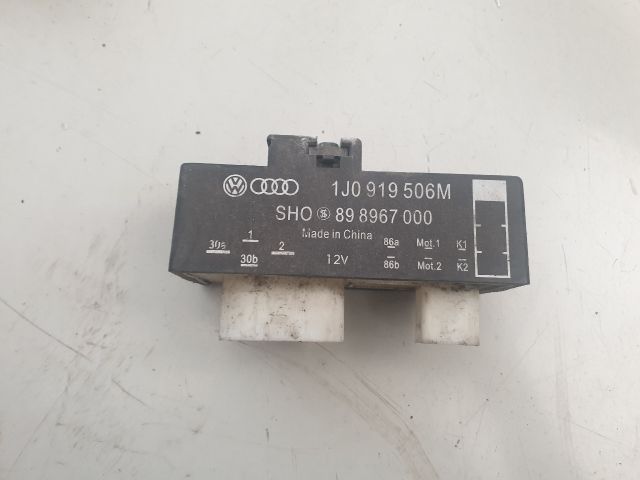 1J0 919 506M
SHO 89 8967 000
Made in China
30s 1 2 86a Mot.1 K1
30b 12V 86b Mot.2 K2